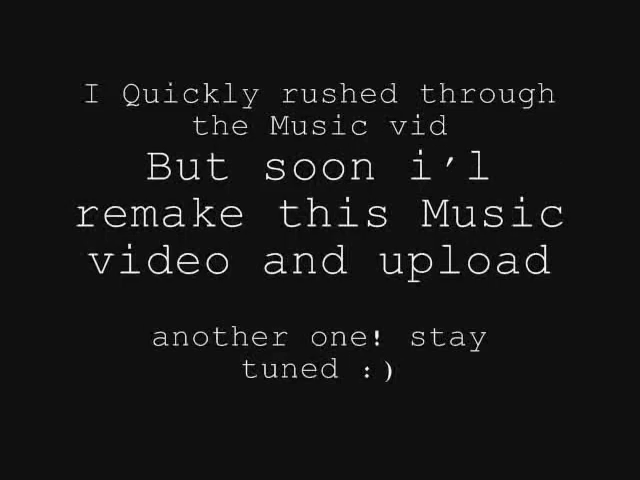 I Quickly rushed through
the Music vid
But soon i'l
remake this Music
video and upload
another one! stay
tuned :)